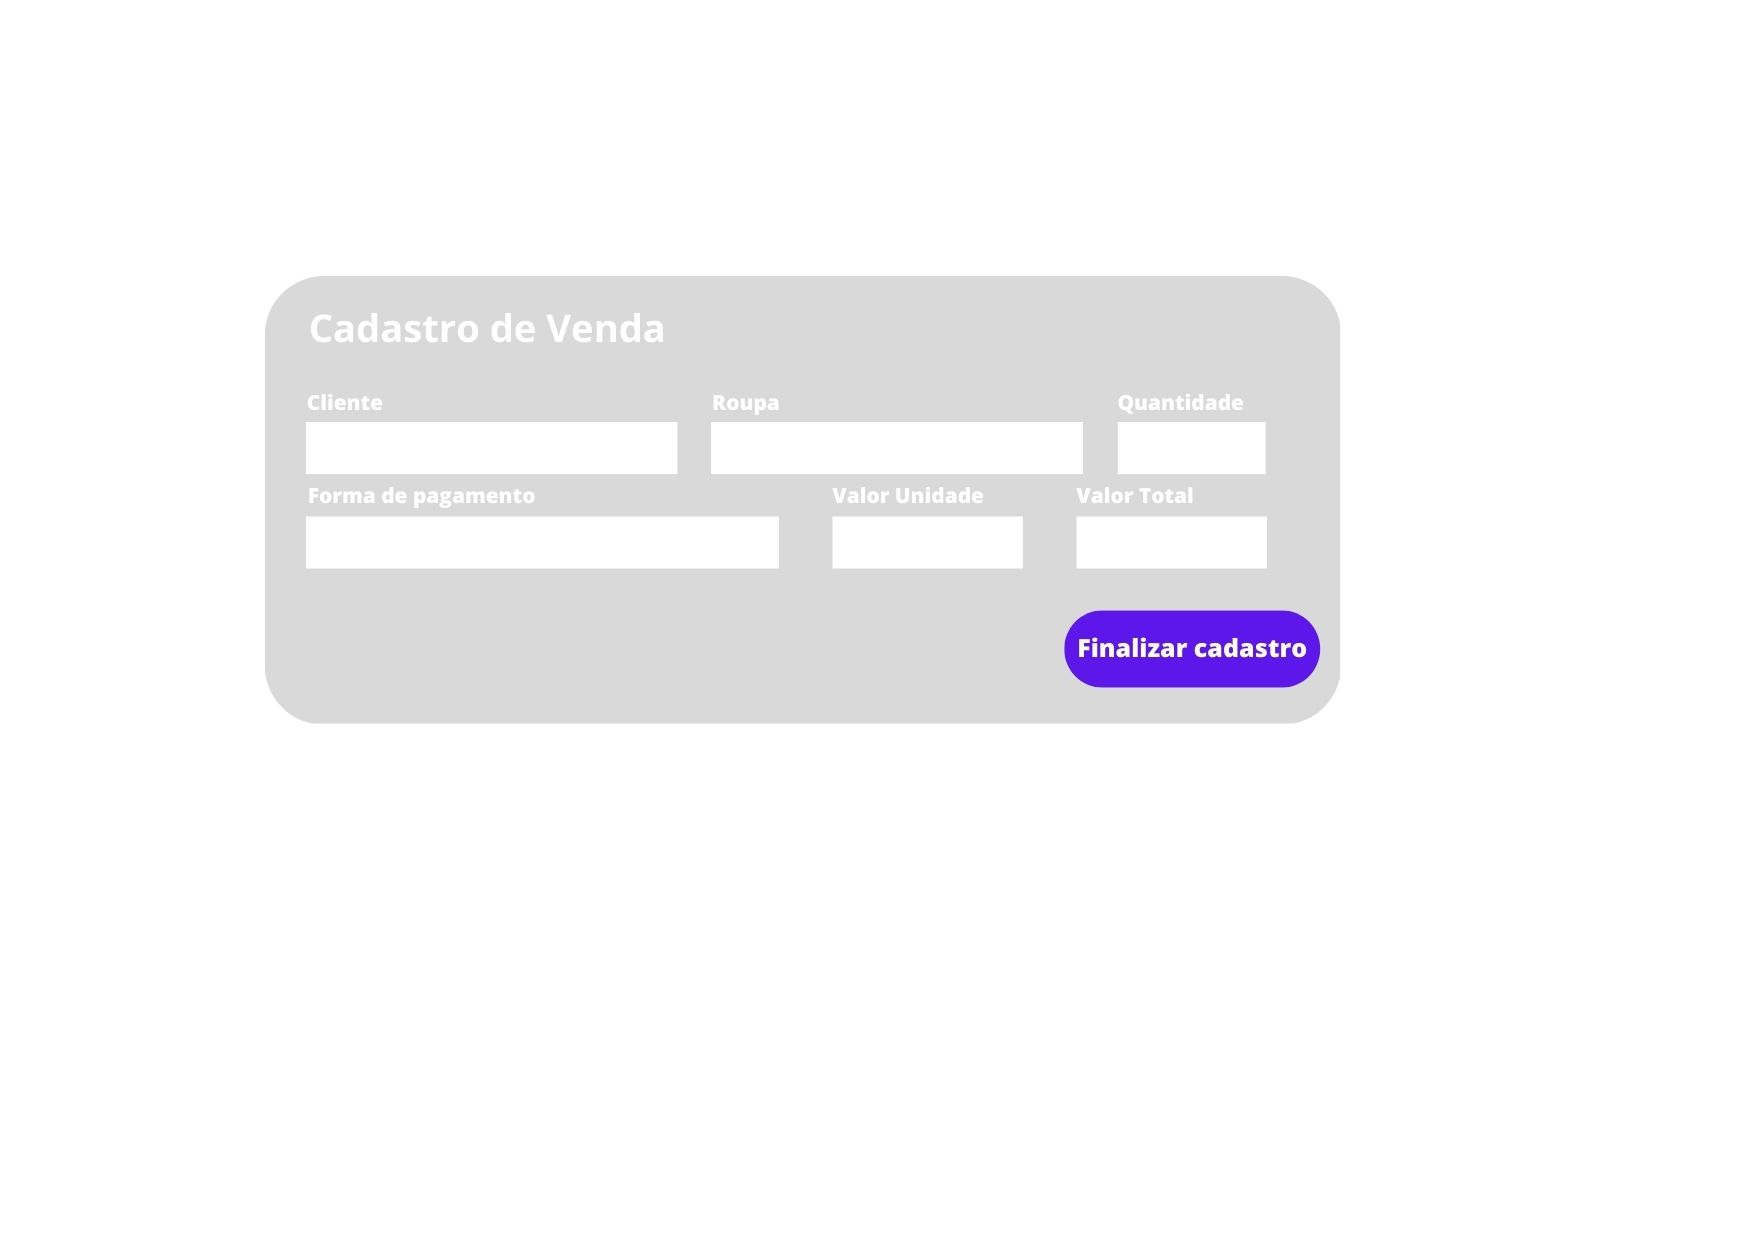 Cadastro de Venda
Cliente Roupa Quantidade
Forma de pagamento Valor Unidade Valor Total
Finalizar cadastro